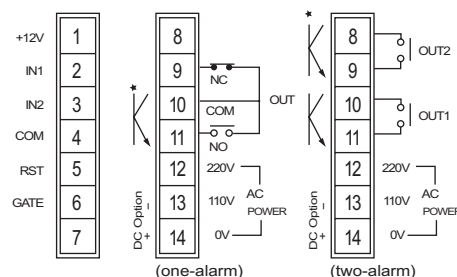 +12V 1
IN1 2
IN2 3
COM 4
RST 5
GATE 6
7
8
9 NC
10 COM OUT
11 NO
12 220V
13 110V AC POWER
14 0V
DC Option
− +
(one-alarm)
8 OUT2
9
10 OUT1
11
12 220V
13 110V AC POWER
14 0V
DC Option
− +
(two-alarm)
* *